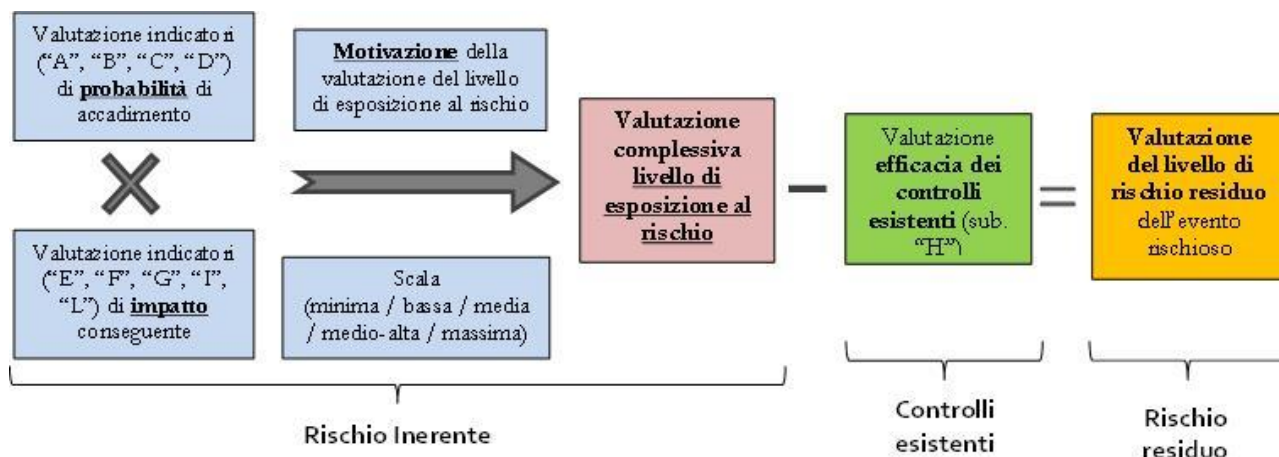 Valutazione indicatori
(“A”, “B”, “C”, “D”)
di probabilità di
accadimento
Motivazione della
valutazione del livello
di esposizione al rischio
Valutazione indicatori
(“E”, “F”, “G”, “I”,
“L”) di impatto
conseguente
Scala
(minima / bassa / media
/ medio-alta / massima)
Valutazione
complessiva
livello di
esposizione al
rischio
Valutazione
efficacia dei
controlli
esistenti (sub.
“H”)
Valutazione
del livello di
rischio residuo
dell’evento
rischioso
Rischio Inerente
Controlli
esistenti
Rischio
residuo